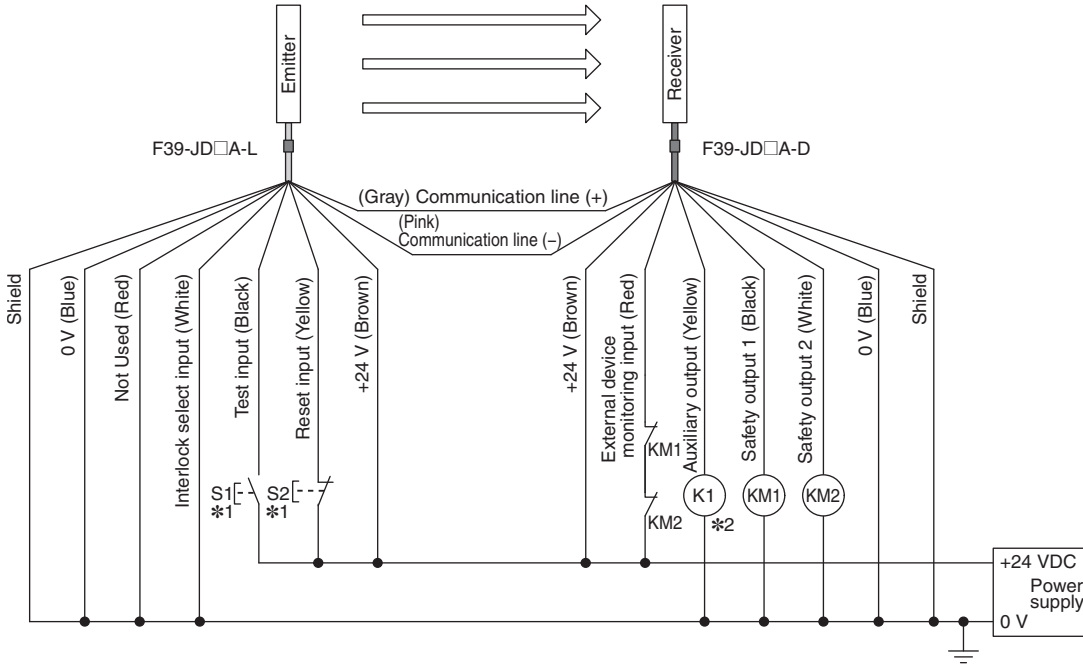 Emitter
Receiver
F39-JD□A-L
F39-JD□A-D
(Gray) Communication line (+)
(Pink)
Communication line (−)
Shield
0 V (Blue)
Not Used (Red)
Interlock select input (White)
Test input (Black)
Reset input (Yellow)
+24 V (Brown)
+24 V (Brown)
External device
monitoring input (Red)
Auxiliary output (Yellow)
Safety output 1 (Black)
Safety output 2 (White)
0 V (Blue)
Shield
S1
*1
S2
*1
KM1
KM2
K1
*2
KM1
KM2
+24 VDC
Power
supply
0 V